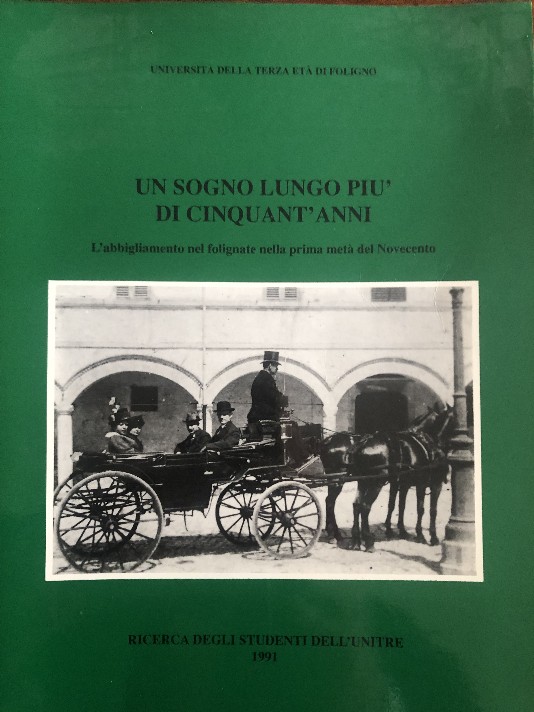 UNIVERSITA DELLA TERZA ETÀ DI FOLIGNO
UN SOGNO LUNGO PIU'
DI CINQUANT'ANNI
L'abbigliamento nel folignate nella prima metà del Novecento
RICERCA DEGLI STUDENTI DELL'UNITRE
1991